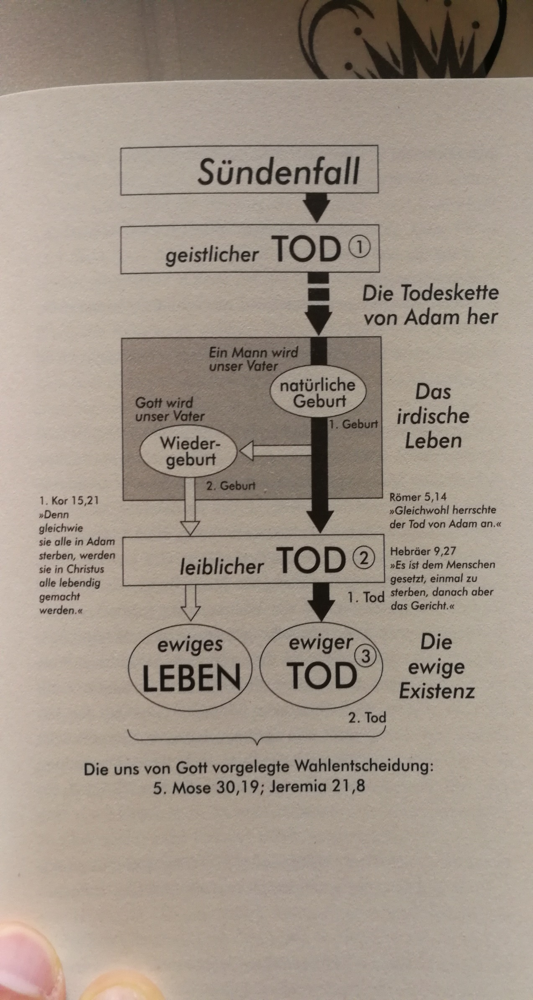 Sündenfall
geistlicher TOD ①
Die Todeskette
von Adam her
Ein Mann wird
unser Vater
natürliche
Geburt
1. Geburt
Gott wird
unser Vater
Wieder-
geburt
2. Geburt
Das
irdische
Leben
1. Kor 15,21
»Denn
gleichwie
sie alle in Adam
sterben, werden
sie in Christus
alle lebendig
gemacht
werden.«
Römer 5,14
»Gleichwohl herrschte
der Tod von Adam an.«
leiblicher TOD ②
Hebräer 9,27
»Es ist dem Menschen
gesetzt, einmal zu
sterben, danach aber
das Gericht.«
1. Tod
ewiges
LEBEN
ewiger
TOD ③
2. Tod
Die
ewige
Existenz
Die uns von Gott vorgelegte Wahlentscheidung:
5. Mose 30,19; Jeremia 21,8